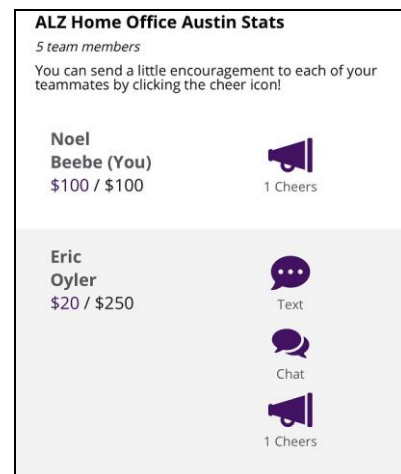 ALZ Home Office Austin Stats
5 team members
You can send a little encouragement to each of your
teammates by clicking the cheer icon!
Noel
Beebe (You)
$100 / $100
1 Cheers
Eric
Oyler
$20 / $250
Text
Chat
1 Cheers